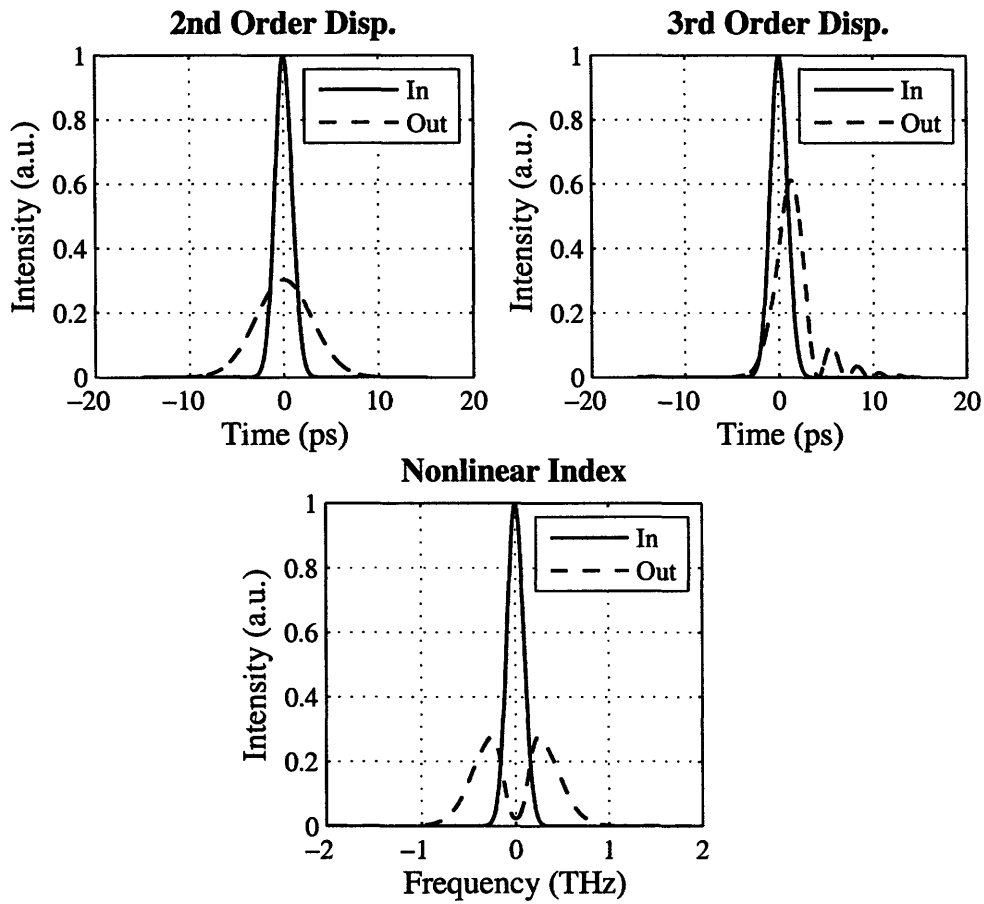 2nd Order Disp.
Intensity (a.u.)
1
0.8
0.6
0.4
0.2
0
In
Out
−20
−10
0
10
20
Time (ps)
3rd Order Disp.
Intensity (a.u.)
1
0.8
0.6
0.4
0.2
0
In
Out
−20
−10
0
10
20
Time (ps)
Nonlinear Index
Intensity (a.u.)
1
0.8
0.6
0.4
0.2
0
In
Out
−2
−1
0
1
2
Frequency (THz)